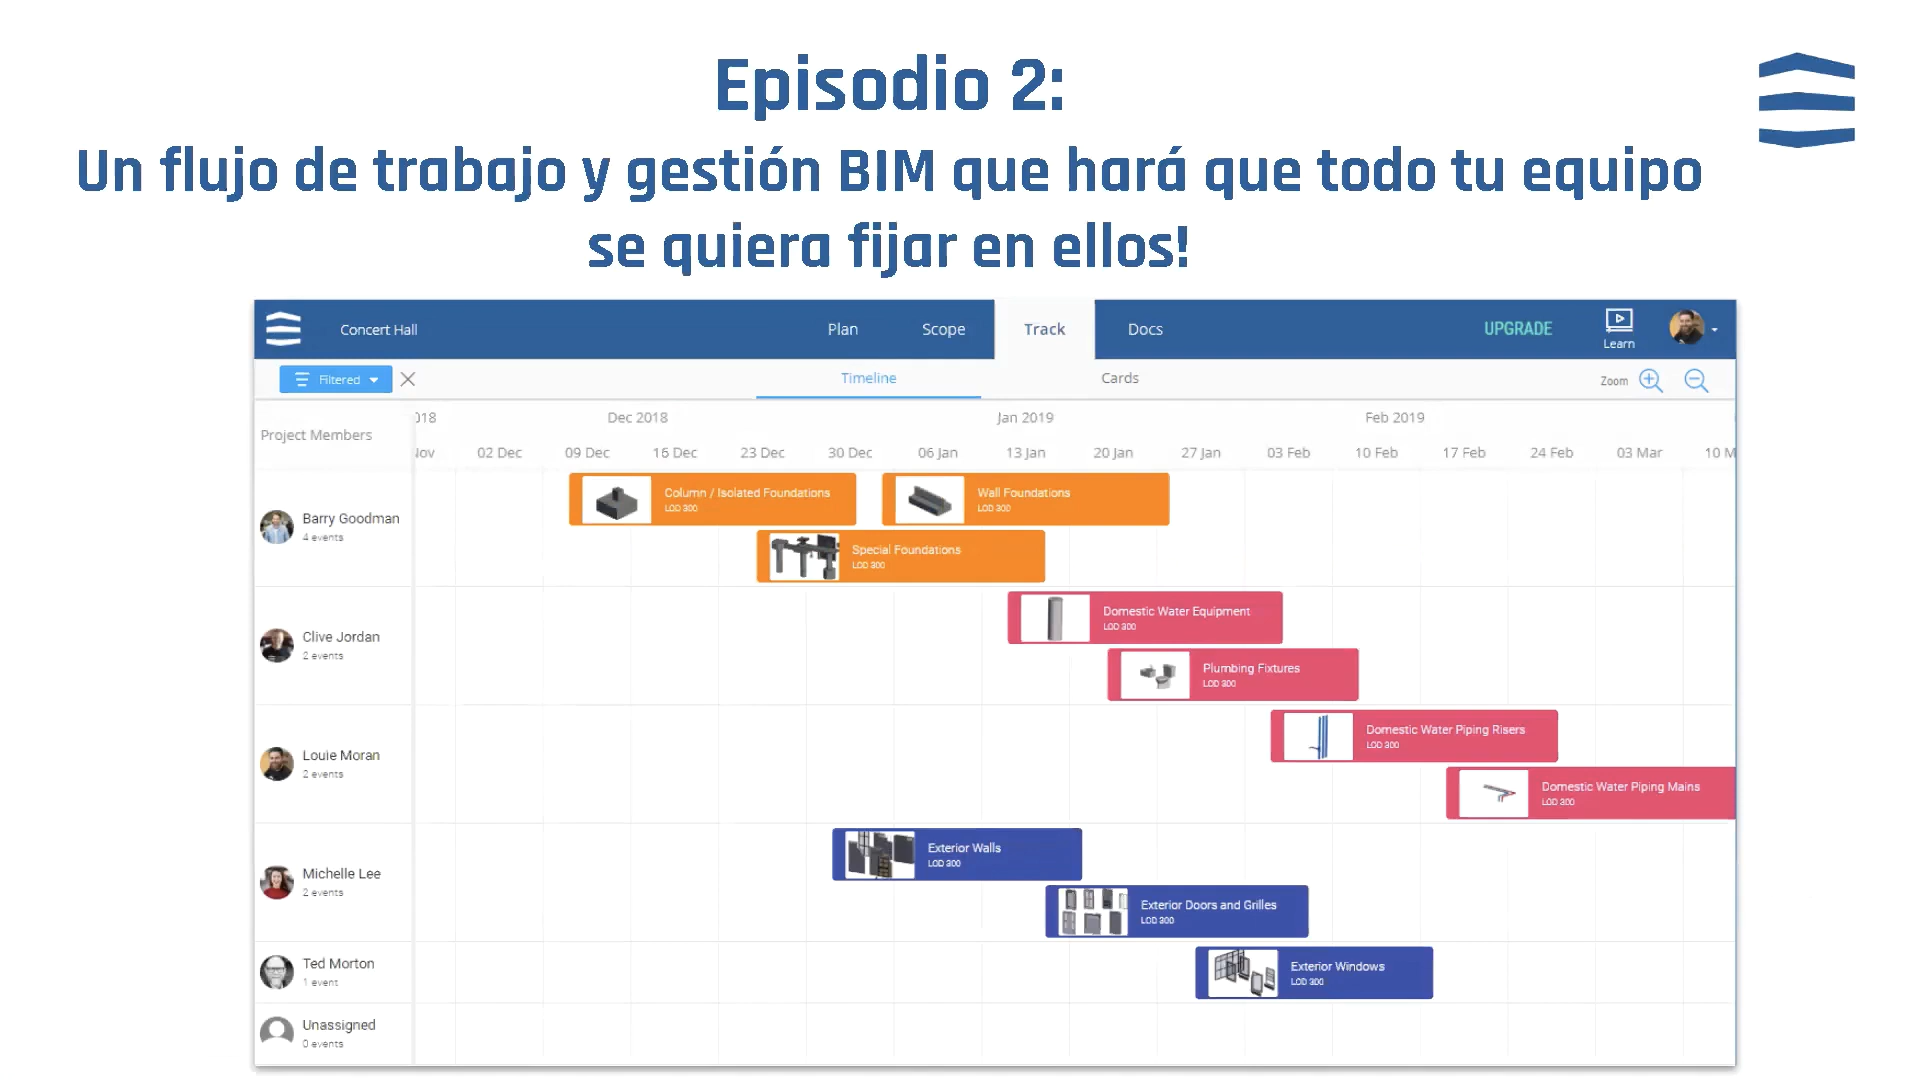 Episodio 2:
Un flujo de trabajo y gestión BIM que hará que todo tu equipo
se quiera fijar en ellos!
Concert Hall
Plan
Scope
Track
Docs
UPGRADE
Learn
Filtered
Timeline
Cards
Zoom
Project Members
018
Dec 2018
Jan 2019
Feb 2019
Nov
02 Dec
09 Dec
16 Dec
23 Dec
30 Dec
06 Jan
13 Jan
20 Jan
27 Jan
03 Feb
10 Feb
17 Feb
24 Feb
03 Mar
10 M
Barry Goodman
4 events
Column / Isolated Foundations
LOD 300
Wall Foundations
LOD 300
Special Foundations
LOD 300
Clive Jordan
2 events
Domestic Water Equipment
LOD 300
Plumbing Fixtures
LOD 300
Louie Moran
2 events
Domestic Water Piping Risers
LOD 300
Domestic Water Piping Mains
LOD 300
Michelle Lee
2 events
Exterior Walls
LOD 300
Exterior Doors and Grilles
LOD 300
Ted Morton
1 event
Exterior Windows
LOD 300
Unassigned
0 events